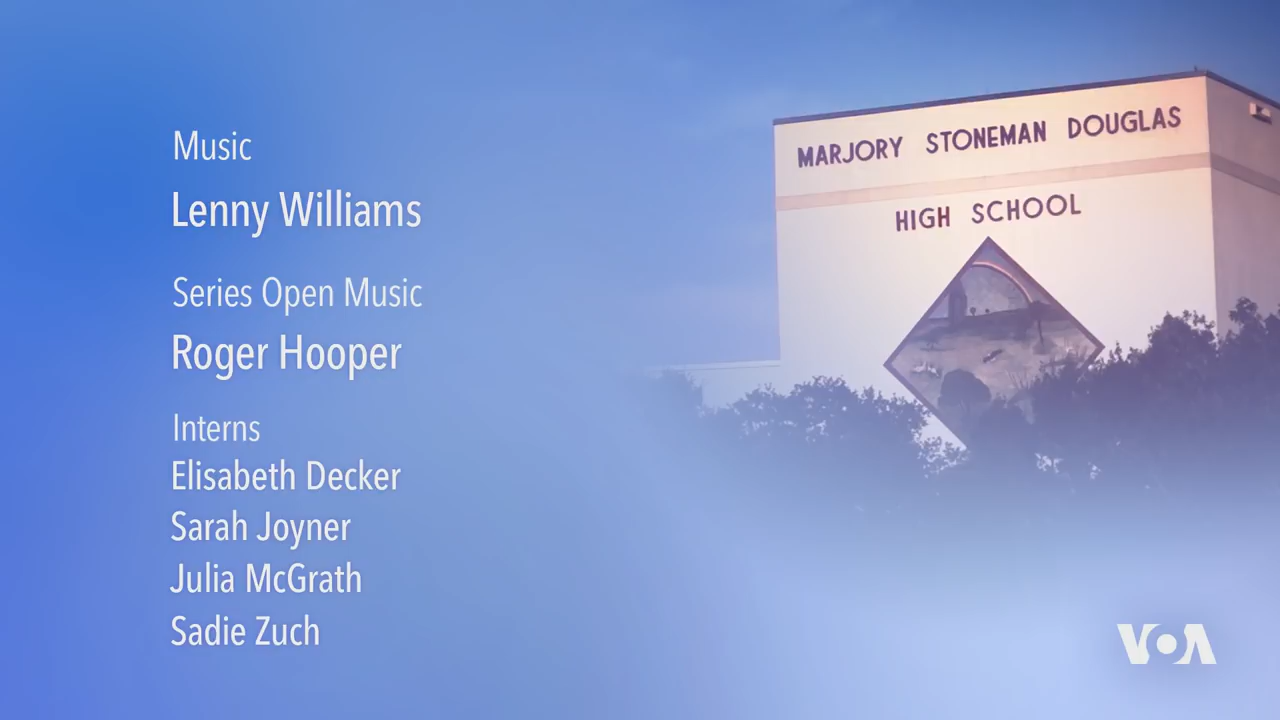 Music
Lenny Williams
Series Open Music
Roger Hooper
Interns
Elisabeth Decker
Sarah Joyner
Julia McGrath
Sadie Zuch
MARJORY STONEMAN DOUGLAS
HIGH SCHOOL
VOA